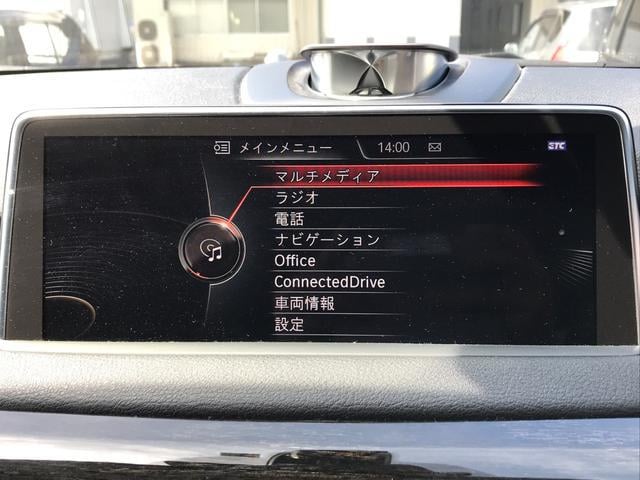 メインメニュー 14:00 ETC
マルチメディア
ラジオ
電話
ナビゲーション
Office
ConnectedDrive
車両情報
設定